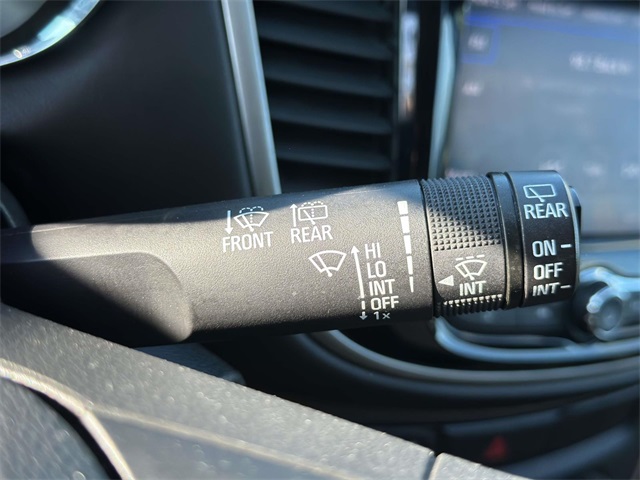 FRONT
REAR
HI
LO
INT
OFF
1x
INT
REAR
ON
OFF
INT